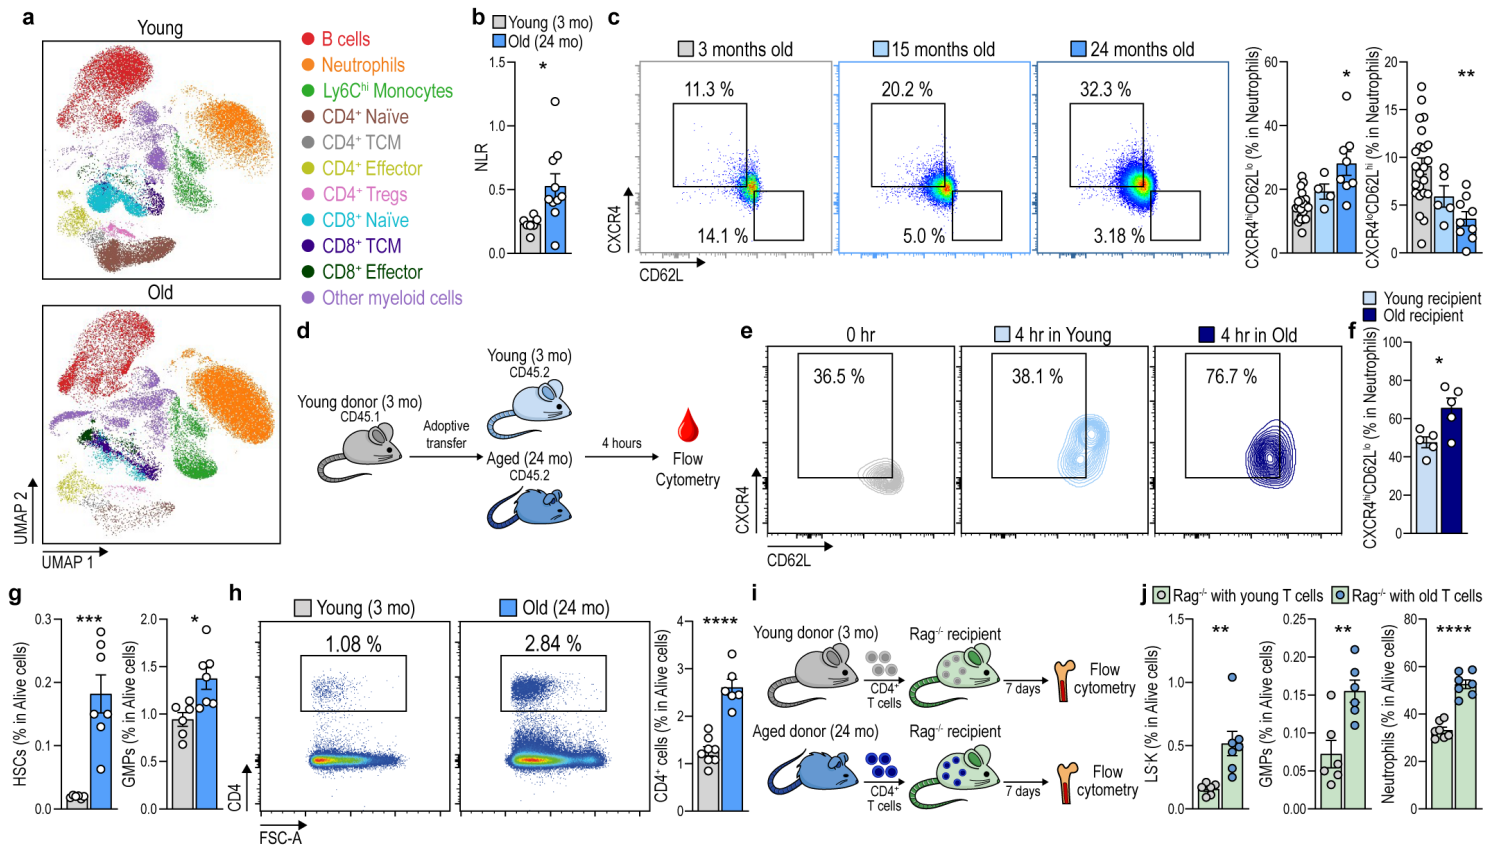 a
Young
B cells
Neutrophils
Ly6Chi Monocytes
CD4+ Naïve
CD4+ TCM
CD4+ Effector
CD4+ Tregs
CD8+ Naïve
CD8+ TCM
CD8+ Effector
Other myeloid cells
Old
UMAP 2
UMAP 1
b
Young (3 mo)
Old (24 mo)
NLR
1.5
1.0
0.5
0.0
*
c
3 months old
15 months old
24 months old
11.3 %
20.2 %
32.3 %
14.1 %
5.0 %
3.18 %
CXCR4
CD62L
CXCR4hiCD62Llo (% in Neutrophils)
60
40
20
0
*
CXCR4loCD62Lhi (% in Neutrophils)
20
15
10
5
0
**
d
Young donor (3 mo)
CD45.1
Adoptive
transfer
Young (3 mo)
CD45.2
Aged (24 mo)
CD45.2
4 hours
Flow
Cytometry
e
0 hr
4 hr in Young
4 hr in Old
36.5 %
38.1 %
76.7 %
CXCR4
CD62L
f
Young recipient
Old recipient
CXCR4hiCD62Llo (% in Neutrophils)
100
80
60
40
20
0
*
g
HSCs (% in Alive cells)
0.3
0.2
0.1
0.0
***
GMPs (% in Alive cells)
2.0
1.5
1.0
0.5
0.0
*
h
Young (3 mo)
Old (24 mo)
1.08 %
2.84 %
CD4
FSC-A
CD4+ cells (% in Alive cells)
4
3
2
1
0
****
i
Young donor (3 mo)
Rag-/- recipient
CD4+
T cells
7 days
Flow
cytometry
Aged donor (24 mo)
Rag-/- recipient
CD4+
T cells
7 days
Flow
cytometry
j
Rag-/- with young T cells
Rag-/- with old T cells
LSK (% in Alive cells)
1.5
1.0
0.5
0.0
**
GMPs (% in Alive cells)
0.25
0.20
0.15
0.10
0.05
0.00
**
Neutrophils (% in Alive cells)
80
60
40
20
0
****